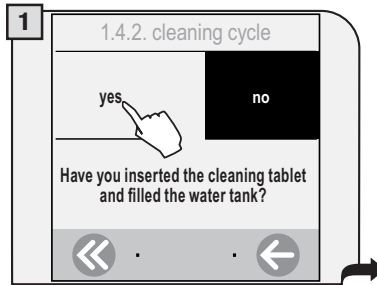 1
1.4.2. cleaning cycle
yes no
Have you inserted the cleaning tablet
and filled the water tank?